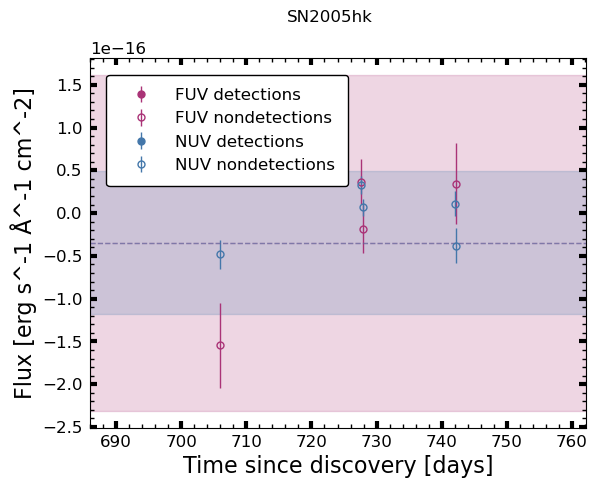 SN2005hk
1e−16
FUV detections
FUV nondetections
NUV detections
NUV nondetections
1.5
1.0
0.5
0.0
−0.5
−1.0
−1.5
−2.0
−2.5
Flux [erg s^-1 Å^-1 cm^-2]
690 700 710 720 730 740 750 760
Time since discovery [days]